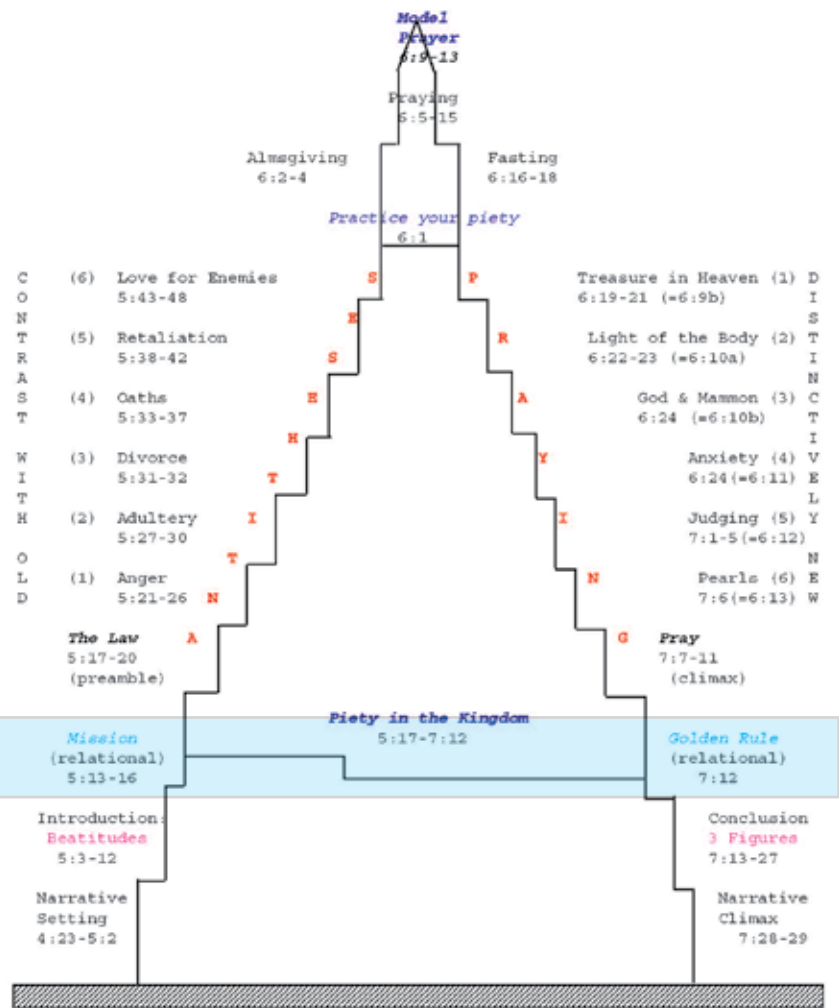 Model
Prayer
6:9-13
Praying
6:5-15
Almsgiving
6:2-4
Fasting
6:16-18
Practice your piety
6:1
CONTRAST WITH OLD
(6) Love for Enemies
5:43-48
(5) Retaliation
5:38-42
(4) Oaths
5:33-37
(3) Divorce
5:31-32
(2) Adultery
5:27-30
(1) Anger
5:21-26
ANTITHESES
PRAYING
Treasure in Heaven (1)
6:19-21 (=6:9b)
Light of the Body (2)
6:22-23 (=6:10a)
God & Mammon (3)
6:24 (=6:10b)
Anxiety (4)
6:24(=6:11)
Judging (5)
7:1-5(=6:12)
Pearls (6)
7:6(=6:13)
DISTINCTIVELY NEW
The Law
5:17-20
(preamble)
Pray
7:7-11
(climax)
Piety in the Kingdom
5:17-7:12
Mission
(relational)
5:13-16
Golden Rule
(relational)
7:12
Introduction:
Beatitudes
5:3-12
Conclusion
3 Figures
7:13-27
Narrative
Setting
4:23-5:2
Narrative
Climax
7:28-29